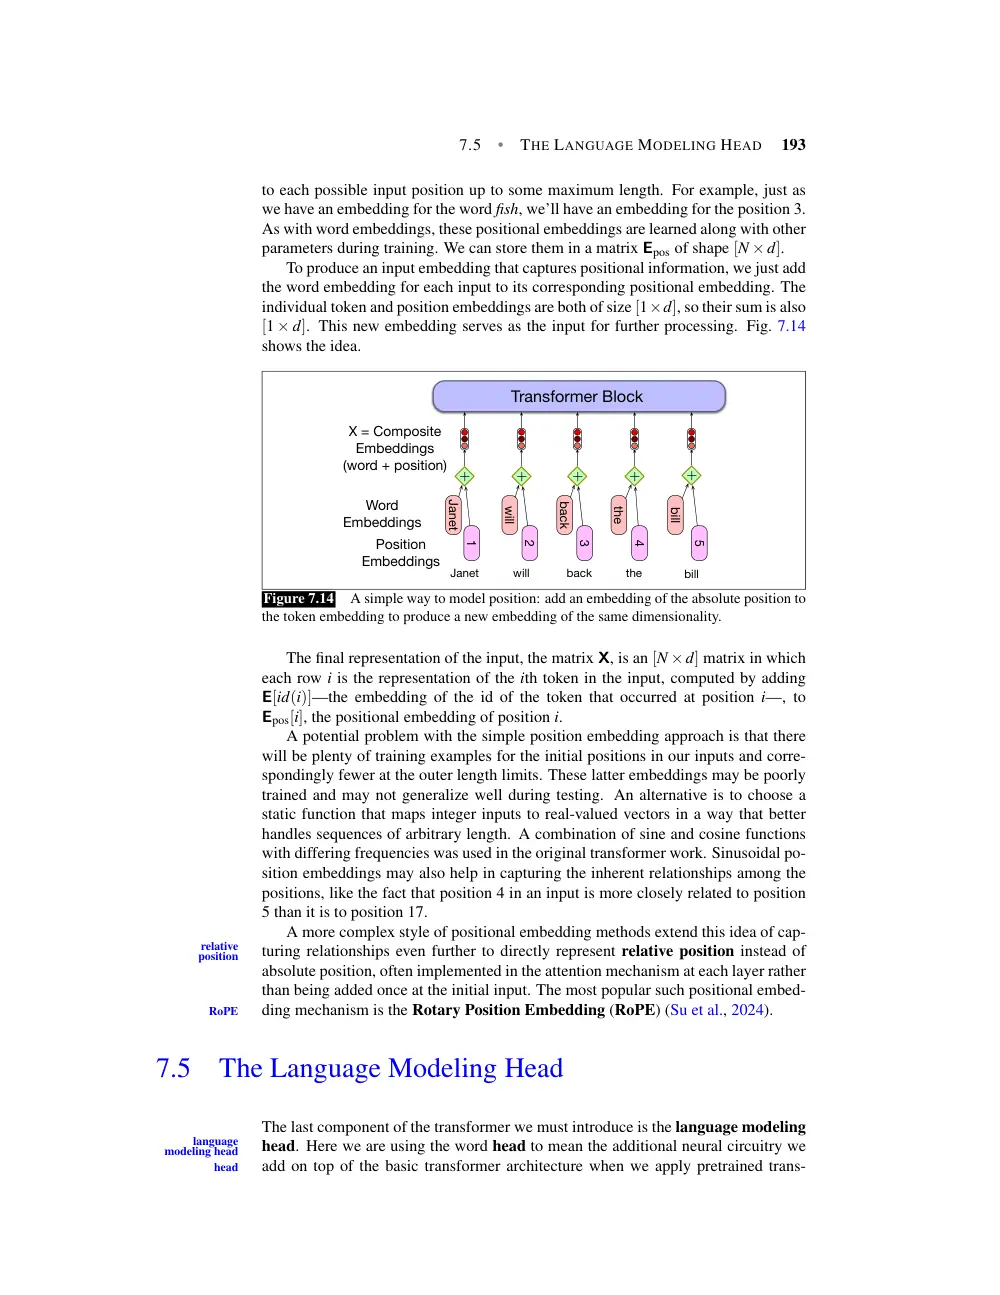 7.5 • THE LANGUAGE MODELING HEAD 193
to each possible input position up to some maximum length. For example, just as
we have an embedding for the word fish, we'll have an embedding for the position 3.
As with word embeddings, these positional embeddings are learned along with other
parameters during training. We can store them in a matrix Epos of shape [N × d].
To produce an input embedding that captures positional information, we just add
the word embedding for each input to its corresponding positional embedding. The
individual token and position embeddings are both of size [1 × d], so their sum is also
[1 × d]. This new embedding serves as the input for further processing. Fig. 7.14
shows the idea.
Transformer Block
X = Composite
Embeddings
(word + position)
+ + + + +
Word
Embeddings
Janet will back the bill
Position
Embeddings
1 2 3 4 5
Janet will back the bill
Figure 7.14 A simple way to model position: add an embedding of the absolute position to
the token embedding to produce a new embedding of the same dimensionality.
The final representation of the input, the matrix X, is an [N × d] matrix in which
each row i is the representation of the ith token in the input, computed by adding
E[id(i)]—the embedding of the id of the token that occurred at position i—, to
Epos[i], the positional embedding of position i.
A potential problem with the simple position embedding approach is that there
will be plenty of training examples for the initial positions in our inputs and corre-
spondingly fewer at the outer length limits. These latter embeddings may be poorly
trained and may not generalize well during testing. An alternative is to choose a
static function that maps integer inputs to real-valued vectors in a way that better
handles sequences of arbitrary length. A combination of sine and cosine functions
with differing frequencies was used in the original transformer work. Sinusoidal po-
sition embeddings may also help in capturing the inherent relationships among the
positions, like the fact that position 4 in an input is more closely related to position
5 than it is to position 17.
A more complex style of positional embedding methods extend this idea of cap-
relative
position
turing relationships even further to directly represent relative position instead of
absolute position, often implemented in the attention mechanism at each layer rather
than being added once at the initial input. The most popular such positional embed-
RoPE
ding mechanism is the Rotary Position Embedding (RoPE) (Su et al., 2024).
7.5 The Language Modeling Head
The last component of the transformer we must introduce is the language modeling
language
modeling head
head. Here we are using the word head to mean the additional neural circuitry we
head
add on top of the basic transformer architecture when we apply pretrained trans-